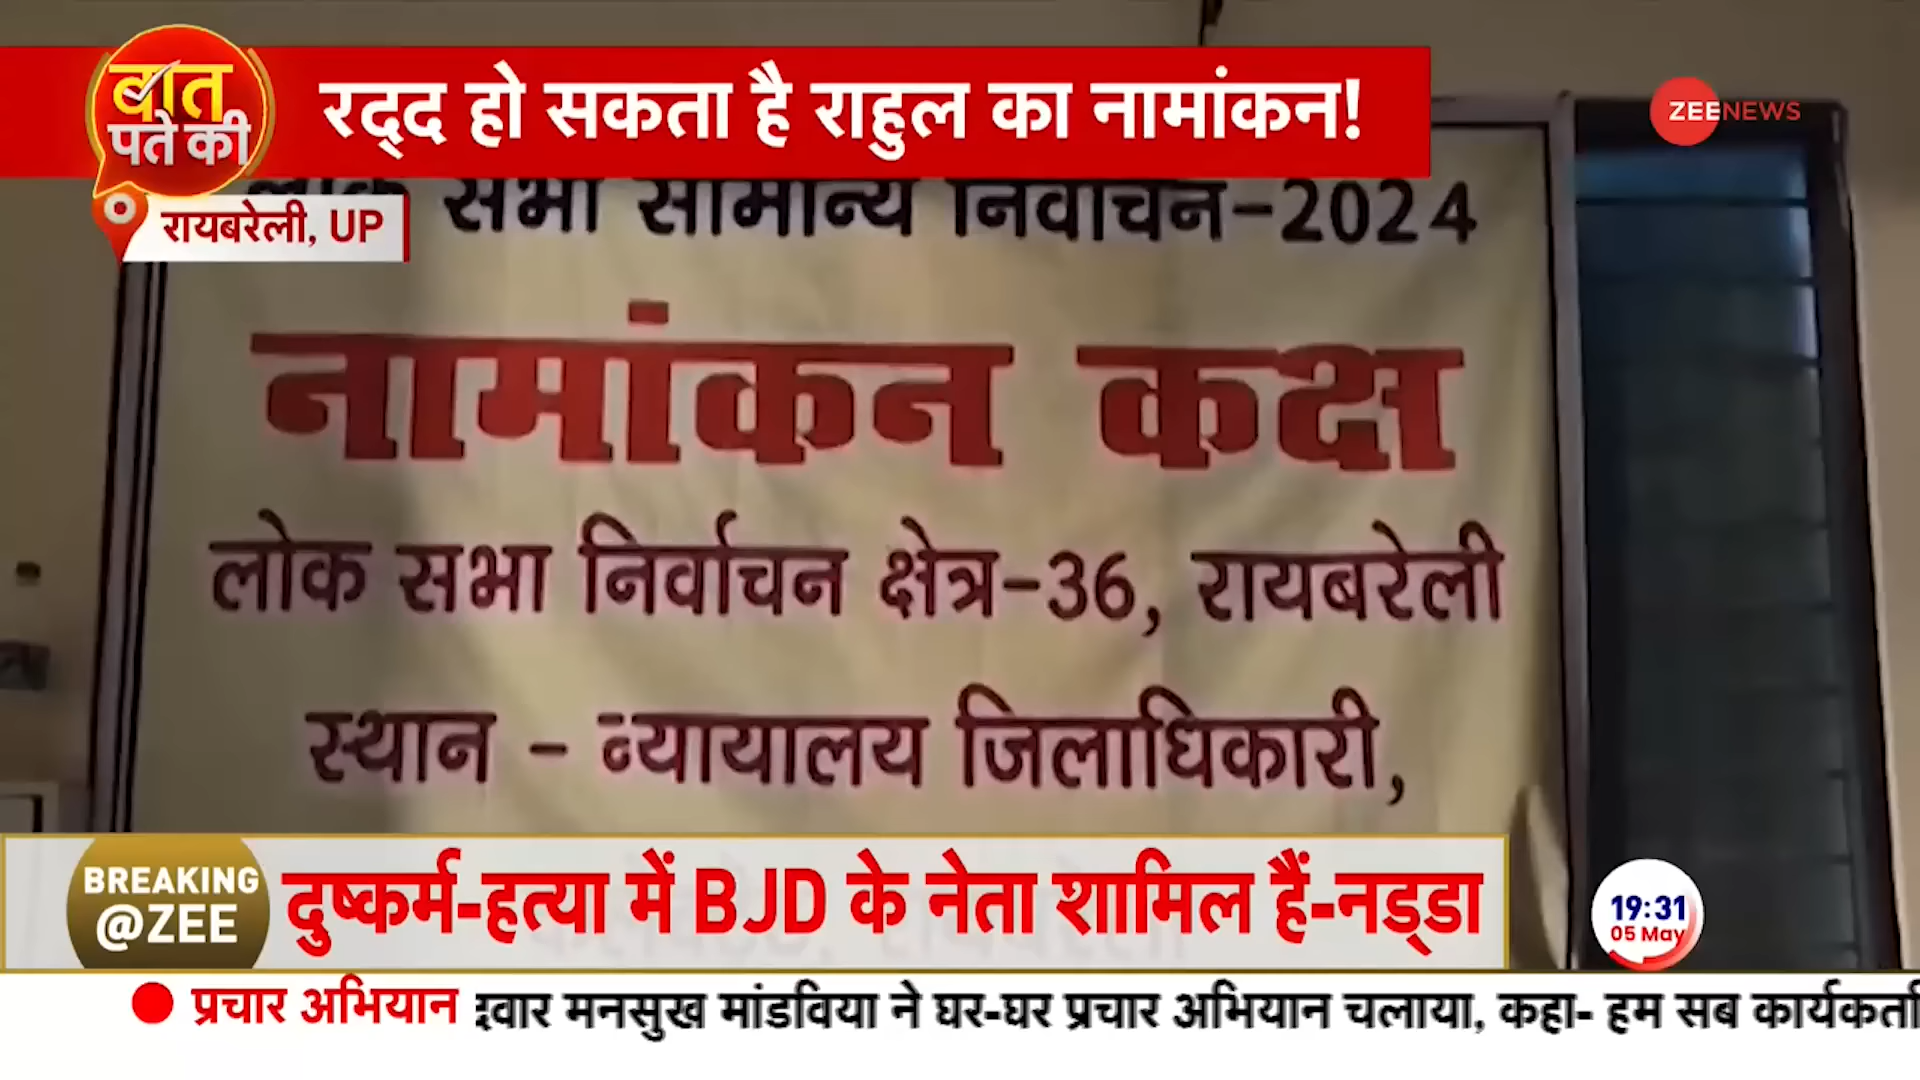 बात
पते की
रद्द हो सकता है राहुल का नामांकन!
ZEENEWS
रायबरेली, UP
लोक सभा सामान्य निर्वाचन-2024
नामांकन कक्ष
लोक सभा निर्वाचन क्षेत्र-36, रायबरेली
स्थान - न्यायालय जिलाधिकारी,
BREAKING
@ZEE
दुष्कर्म-हत्या में BJD के नेता शामिल हैं-नड्डा
19:31
05 May
प्रचार अभियान
मनसुख मांडविया ने घर-घर प्रचार अभियान चलाया, कहा- हम सब